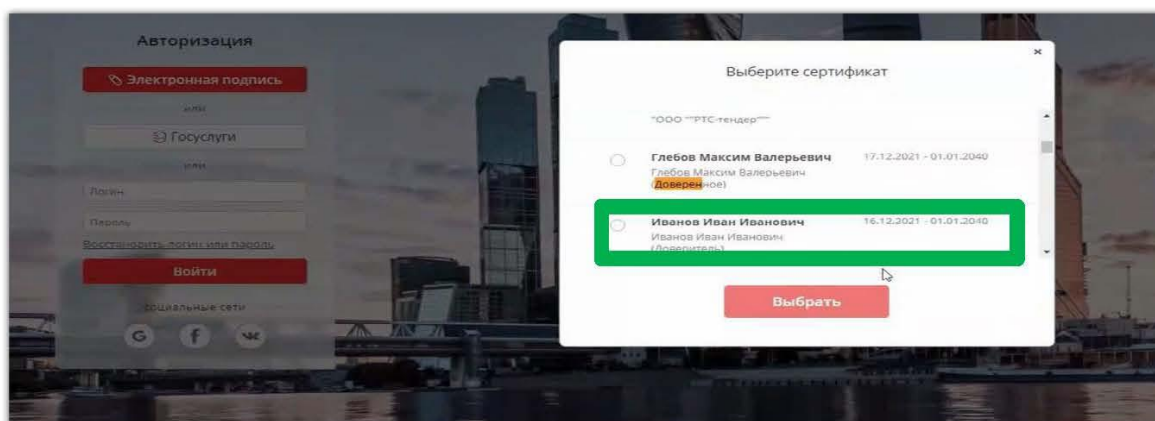 Авторизация
Электронная подпись
или
Госуслуги
или
Логин
Пароль
Восстановить логин или пароль
Войти
социальные сети
G f
×
Выберите сертификат
"ООО ""РТС-тендер"""
Глебов Максим Валерьевич 17.12.2021 - 01.01.2040
Глебов Максим Валерьевич
(Доверенное)
Иванов Иван Иванович 16.12.2021 - 01.01.2040
Иванов Иван Иванович
(Доверитель)
Выбрать